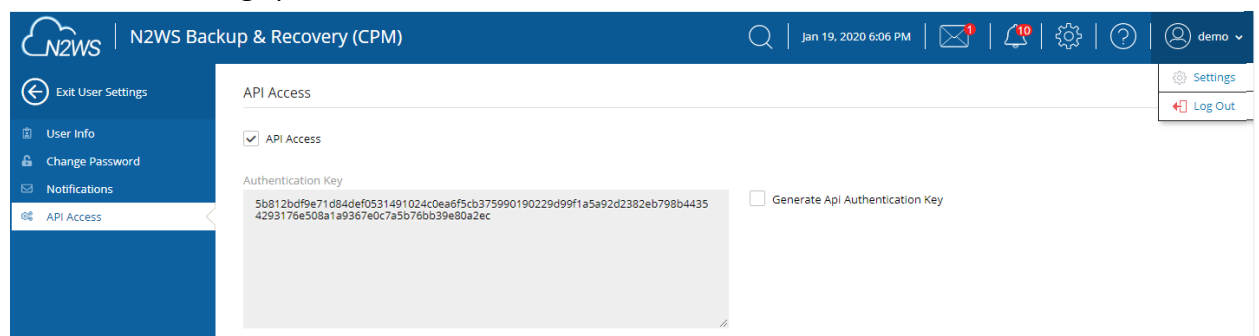 N2WS
N2WS Backup & Recovery (CPM)
Jan 19, 2020 6:06 PM
1
10
?
demo
Settings
Log Out
Exit User Settings
User Info
Change Password
Notifications
API Access
API Access
API Access
Authentication Key
5b812bdf9e71d84def0531491024c0ea6f5cb375990190229d99f1a5a92d2382eb798b4435
4293176e508a1a9367e0c7a5b76bb39e80a2ec
Generate Api Authentication Key